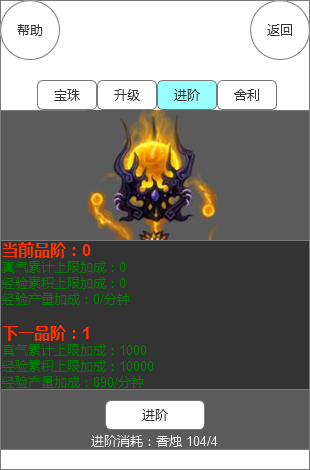 帮助
返回
宝珠
升级
进阶
舍利
当前品阶：0
真气累计上限加成：0
经验累积上限加成：0
经验产量加成：0/分钟
下一品阶：1
真气累计上限加成：1000
经验累积上限加成：10000
经验产量加成：890/分钟
进阶
进阶消耗：香烛 104/4